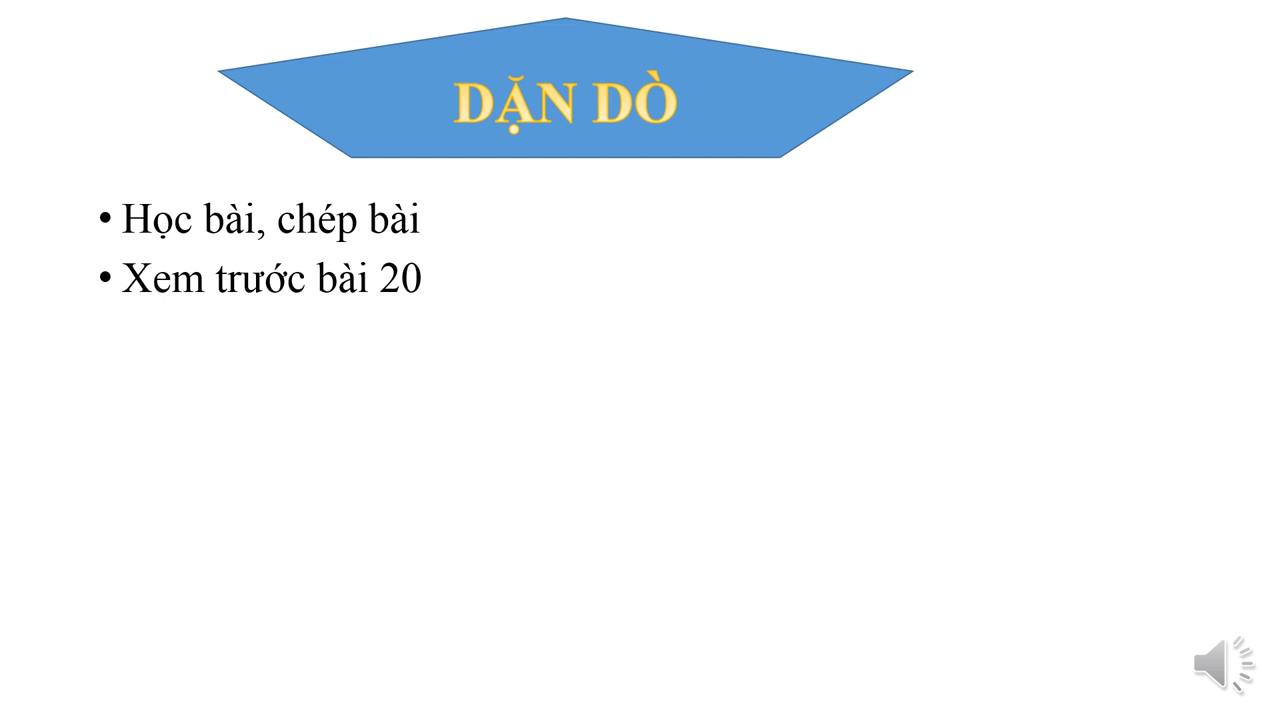 DẶN DÒ
• Học bài, chép bài
• Xem trước bài 20